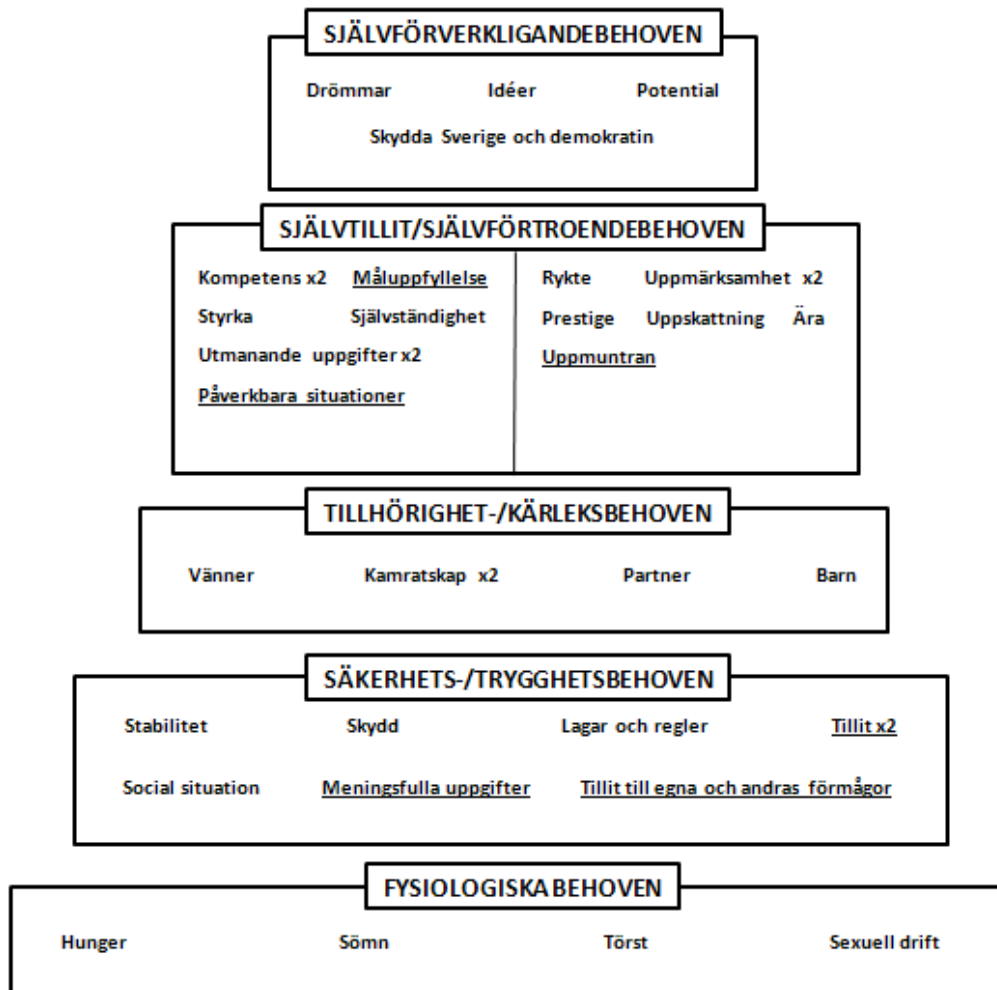 SJÄLVFÖRVERKLIGANDEBEHOVEN
Drömmar Idéer Potential
Skydda Sverige och demokratin
SJÄLVTILLIT/SJÄLVFÖRTROENDEBEHOVEN
Kompetens x2 Måluppfyllelse
Styrka Självständighet
Utmanande uppgifter x2
Påverkbara situationer
Rykte Uppmärksamhet x2
Prestige Uppskattning Ära
Uppmuntran
TILLHÖRIGHET-/KÄRLEKSBEHOVEN
Vänner Kamratskap x2 Partner Barn
SÄKERHETS-/TRYGGHETSBEHOVEN
Stabilitet Skydd Lagar och regler Tillit x2
Social situation Meningsfulla uppgifter Tillit till egna och andras förmågor
FYSIOLOGISKA BEHOVEN
Hunger Sömn Törst Sexuell drift